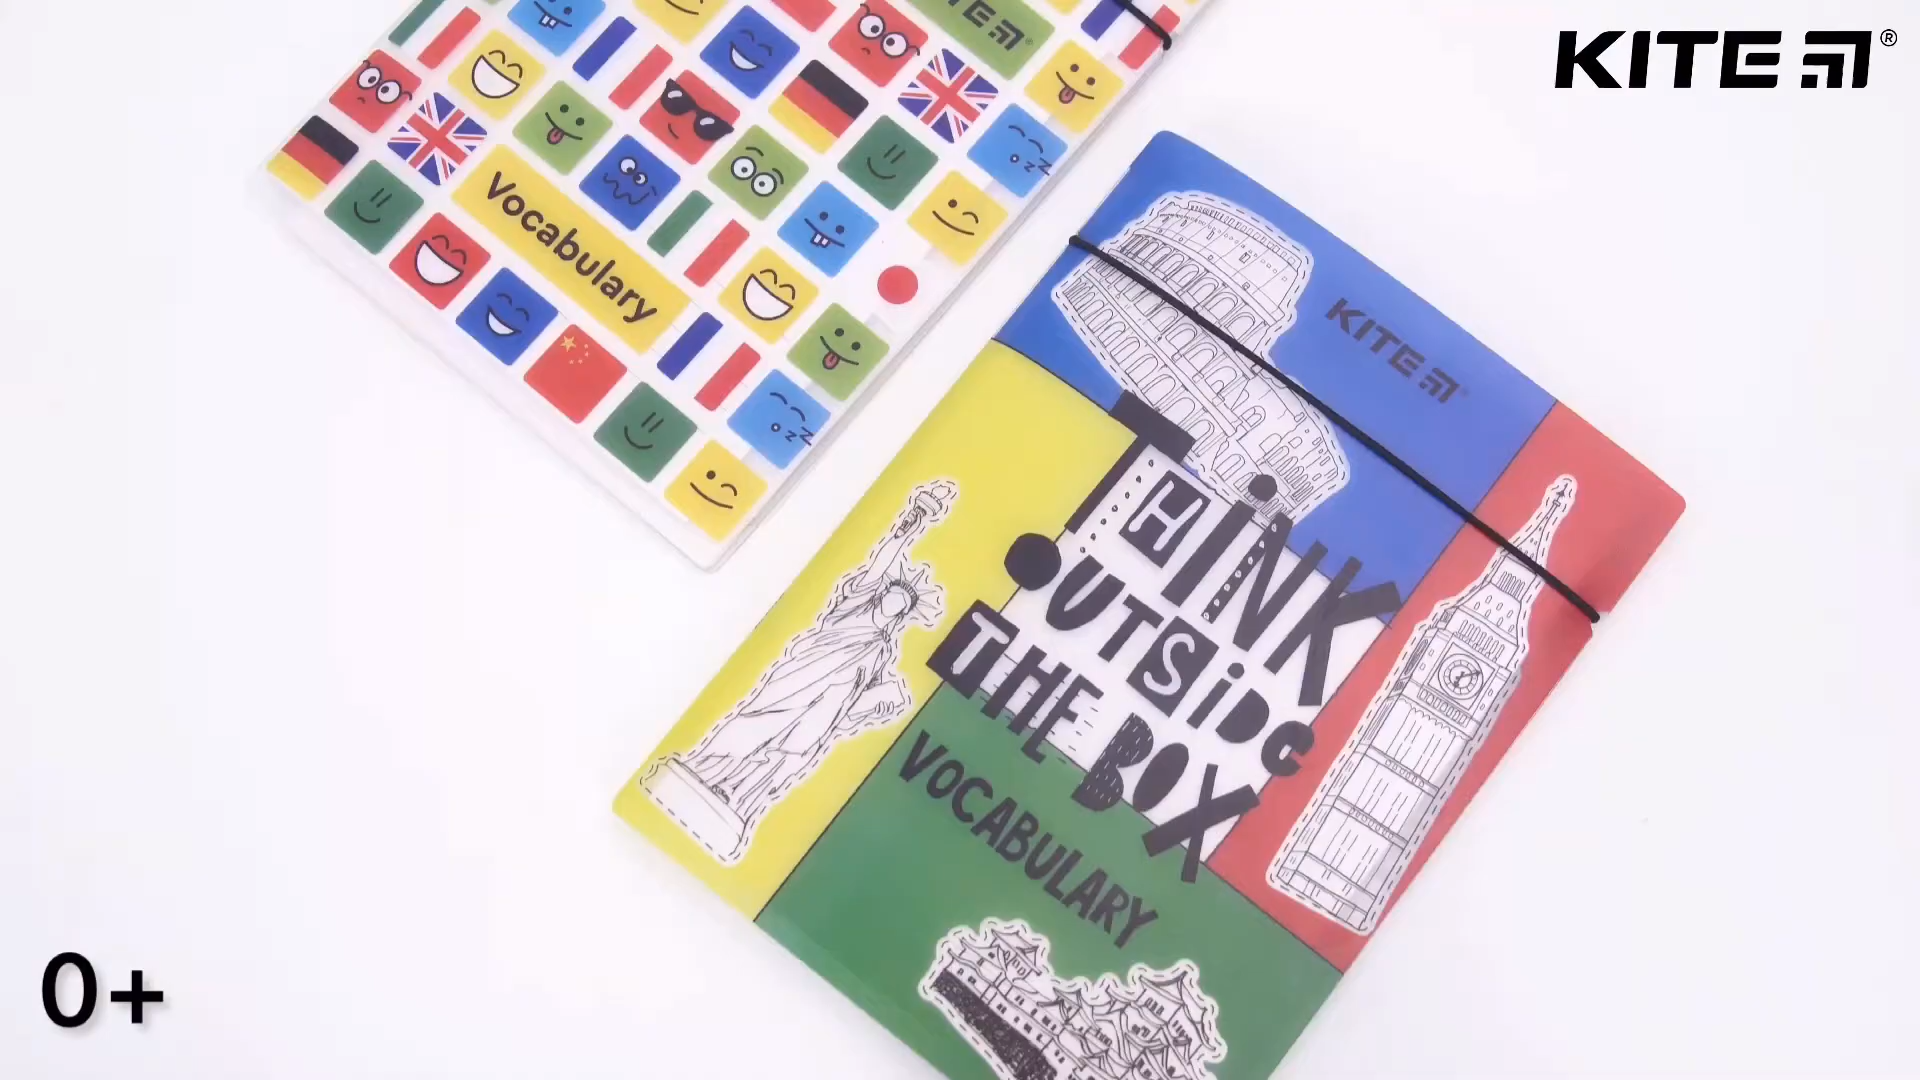 KITE ®
KITE ®
Vocabulary
KITE
THiNK
OUTSiDe
THE BOX
VOCABULARY
0+